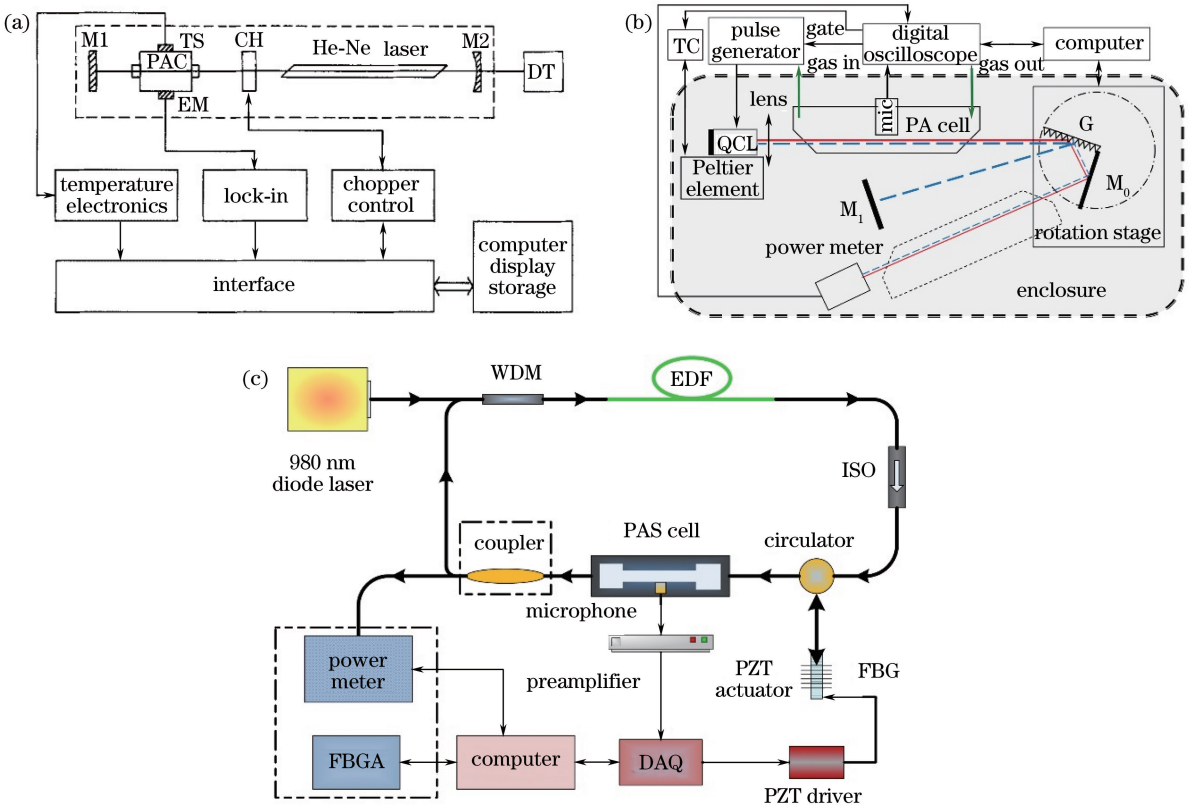 (a)
M1
TS
PAC
EM
CH
He-Ne laser
M2
DT
temperature
electronics
lock-in
chopper
control
interface
computer
display
storage
(b)
TC
pulse
generator
gate
digital
oscilloscope
computer
gas in
gas out
lens
mic
PA cell
QCL
Peltier
element
G
M0
M1
rotation stage
power meter
enclosure
(c)
980 nm
diode laser
WDM
EDF
ISO
circulator
PAS cell
coupler
microphone
preamplifier
PZT
actuator
FBG
power
meter
FBGA
computer
DAQ
PZT driver